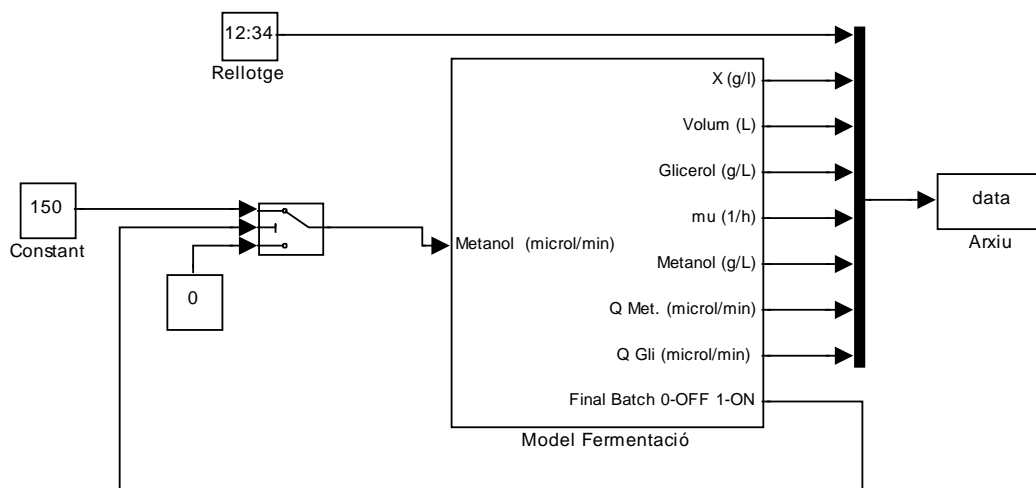 12:34
Rellotge
X (g/l)
Volum (L)
Glicerol (g/L)
mu (1/h)
Metanol (g/L)
Q Met. (microl/min)
Q Gli (microl/min)
Final Batch 0-OFF 1-ON
Metanol (microl/min)
Model Fermentació
150
Constant
0
data
Arxiu